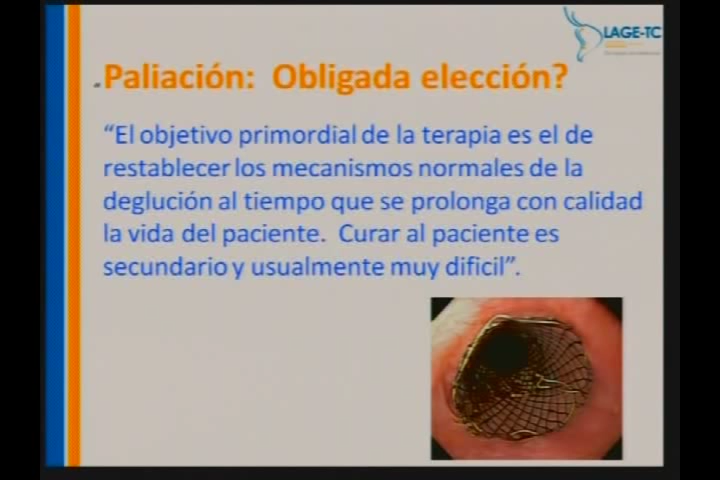 LAGE-TC
Paliación: Obligada elección?
“El objetivo primordial de la terapia es el de
restablecer los mecanismos normales de la
deglución al tiempo que se prolonga con calidad
la vida del paciente. Curar al paciente es
secundario y usualmente muy dificil”.